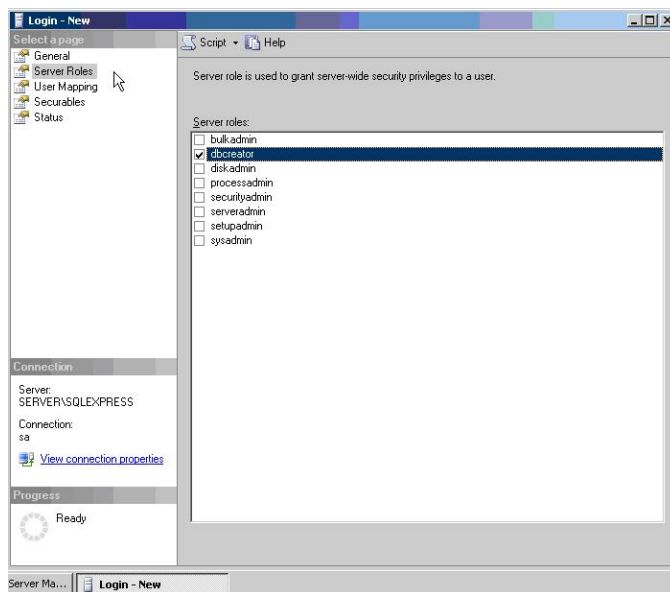 Login - New
Select a page
General
Server Roles
User Mapping
Securables
Status
Script Help
Server role is used to grant server-wide security privileges to a user.
Server roles:
bulkadmin
dbcreator
diskadmin
processadmin
securityadmin
serveradmin
setupadmin
sysadmin
Connection
Server:
SERVER\SQLEXPRESS
Connection:
sa
View connection properties
Progress
Ready
Server Ma...
Login - New